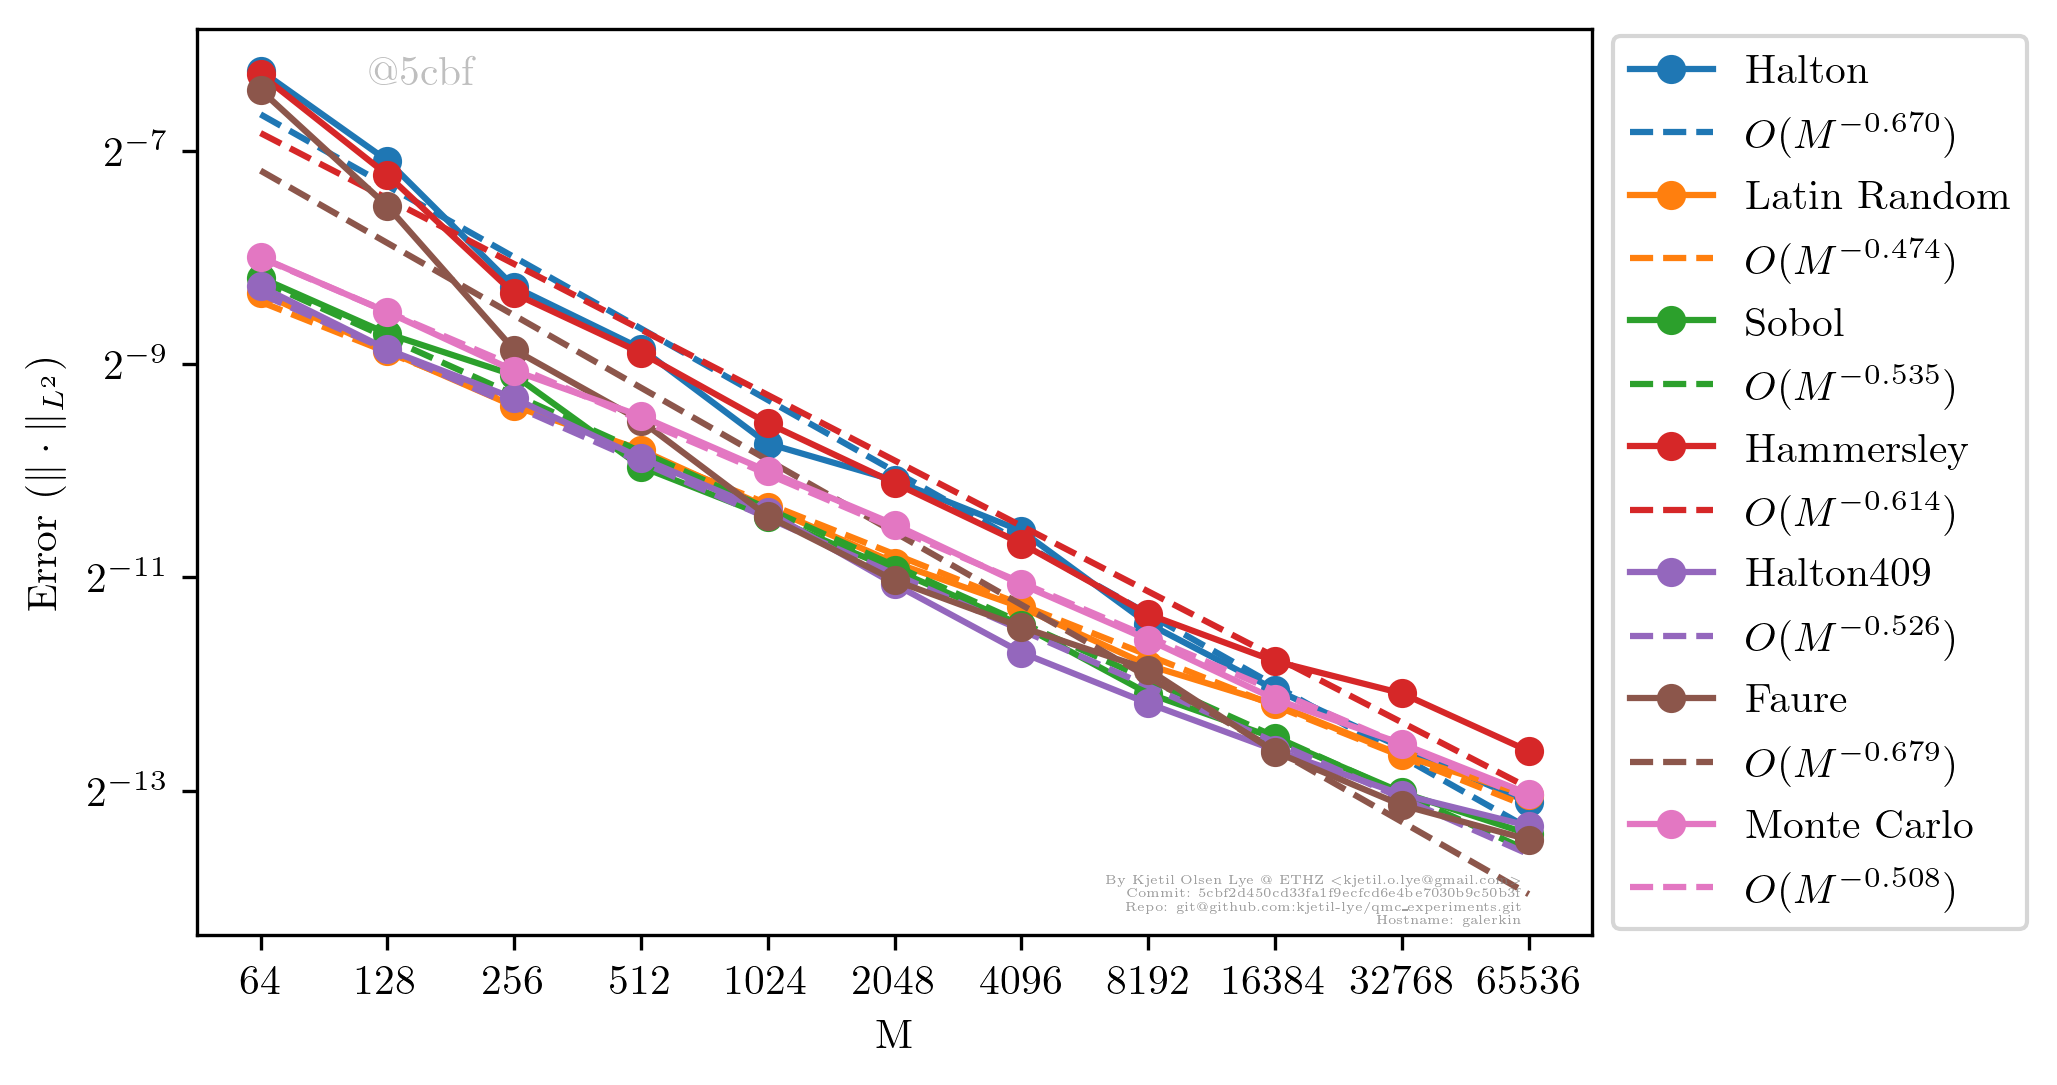 @5cbf
2^{-7}
2^{-9}
2^{-11}
2^{-13}
Error (|| · ||_{L^2})
64 128 256 512 1024 2048 4096 8192 16384 32768 65536
M
Halton
O(M^{-0.670})
Latin Random
O(M^{-0.474})
Sobol
O(M^{-0.535})
Hammersley
O(M^{-0.614})
Halton409
O(M^{-0.526})
Faure
O(M^{-0.679})
Monte Carlo
O(M^{-0.508})
By Kjetil Olsen Lye @ ETHZ <kjetil.o.lye@gmail.com>
Commit: 5cbf2d450cd33fa1f9ecfcd6e4be7030b9c50b3f
Repo: git@github.com:kjetil-lye/qmc_experiments.git
Hostname: galerkin